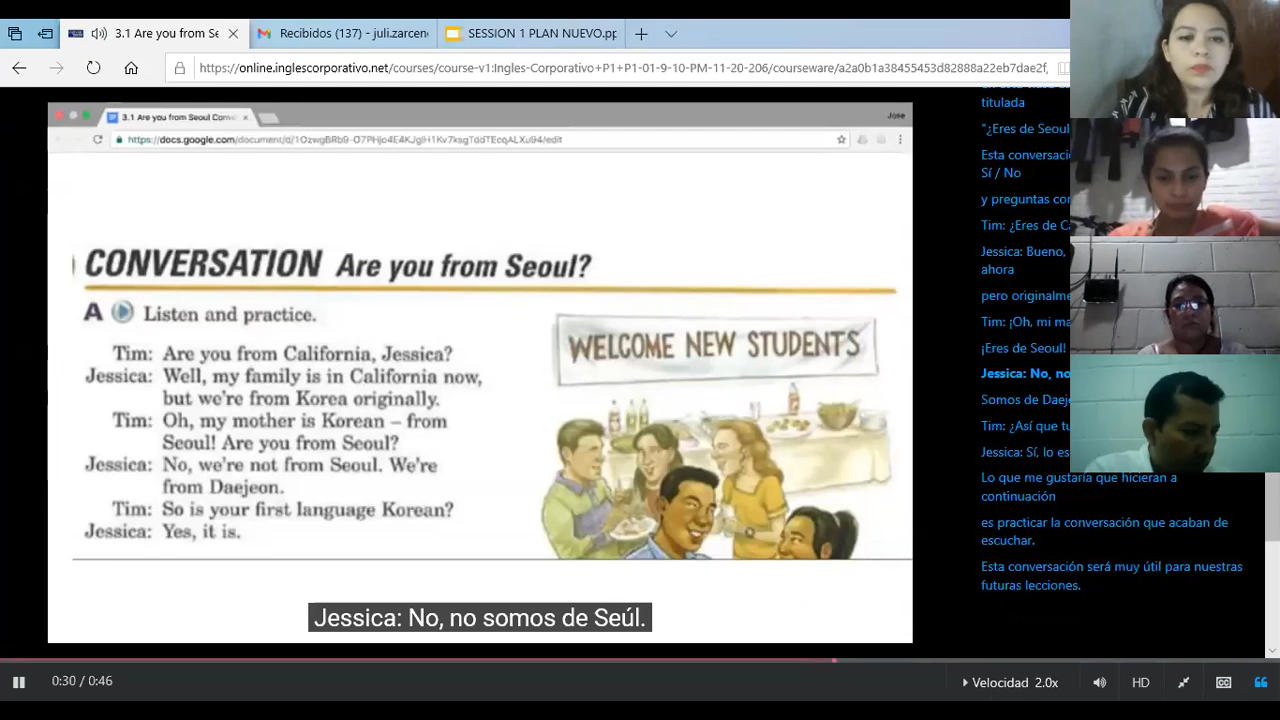 3.1 Are you from Se
Recibidos (137) - juli.zarcen
SESSION 1 PLAN NUEVO.pp
https://online.inglescorporativo.net/courses/course-v1:Ingles-Corporativo+P1+P1-01-9-10-PM-11-20-206/courseware/a2a0b1a38455453d82888a22eb7dae2f,
3.1 Are you from Seoul Conv
Jose
CONVERSATION Are you from Seoul?
A Listen and practice.
Tim: Are you from California, Jessica?
Jessica: Well, my family is in California now,
but we're from Korea originally.
Tim: Oh, my mother is Korean – from
Seoul! Are you from Seoul?
Jessica: No, we're not from Seoul. We're
from Daejeon.
Tim: So is your first language Korean?
Jessica: Yes, it is.
WELCOME NEW STUDENTS
Jessica: No, no somos de Seúl.
titulada
"¿Eres de Seoul
Esta conversació
Sí / No
y preguntas con
Tim: ¿Eres de Ca
Jessica: Bueno,
ahora
pero originalme
Tim: ¡Oh, mi ma
¡Eres de Seoul!
Jessica: No, no
Somos de Daeje
Tim: ¿Así que tu
Jessica: Sí, lo es
Lo que me gustaría que hicieran a
continuación
es practicar la conversación que acaban de
escuchar.
Esta conversación será muy útil para nuestras
futuras lecciones.
0:30 / 0:46
Velocidad 2.0x
HD
CC